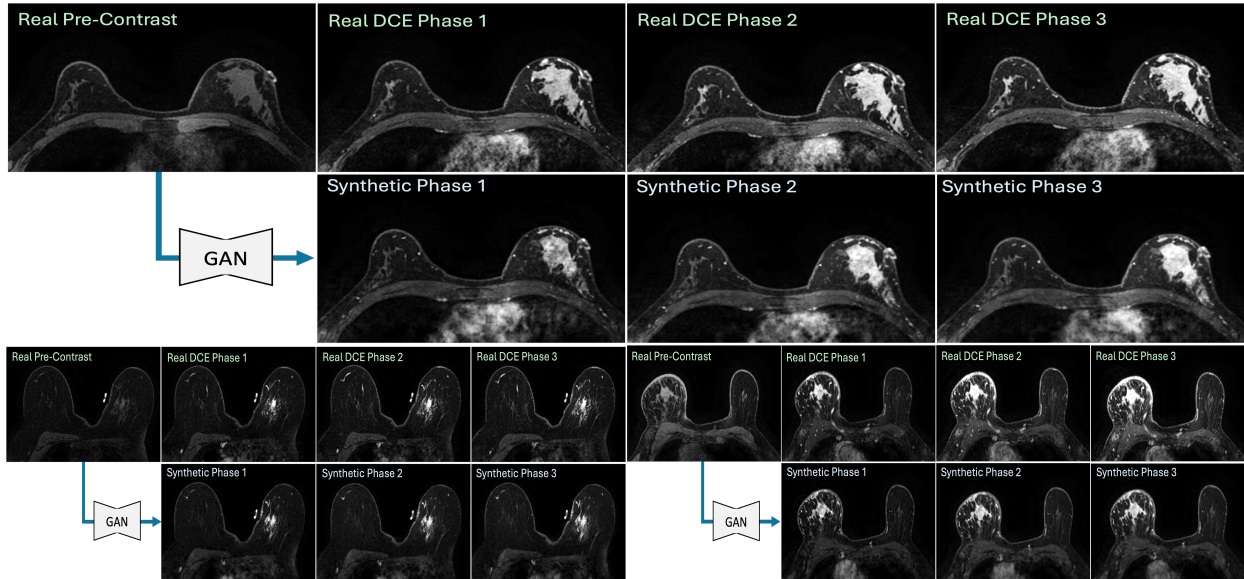 Real Pre-Contrast
Real DCE Phase 1
Real DCE Phase 2
Real DCE Phase 3
Synthetic Phase 1
Synthetic Phase 2
Synthetic Phase 3
GAN
Real Pre-Contrast
Real DCE Phase 1
Real DCE Phase 2
Real DCE Phase 3
Synthetic Phase 1
Synthetic Phase 2
Synthetic Phase 3
GAN
Real Pre-Contrast
Real DCE Phase 1
Real DCE Phase 2
Real DCE Phase 3
Synthetic Phase 1
Synthetic Phase 2
Synthetic Phase 3
GAN